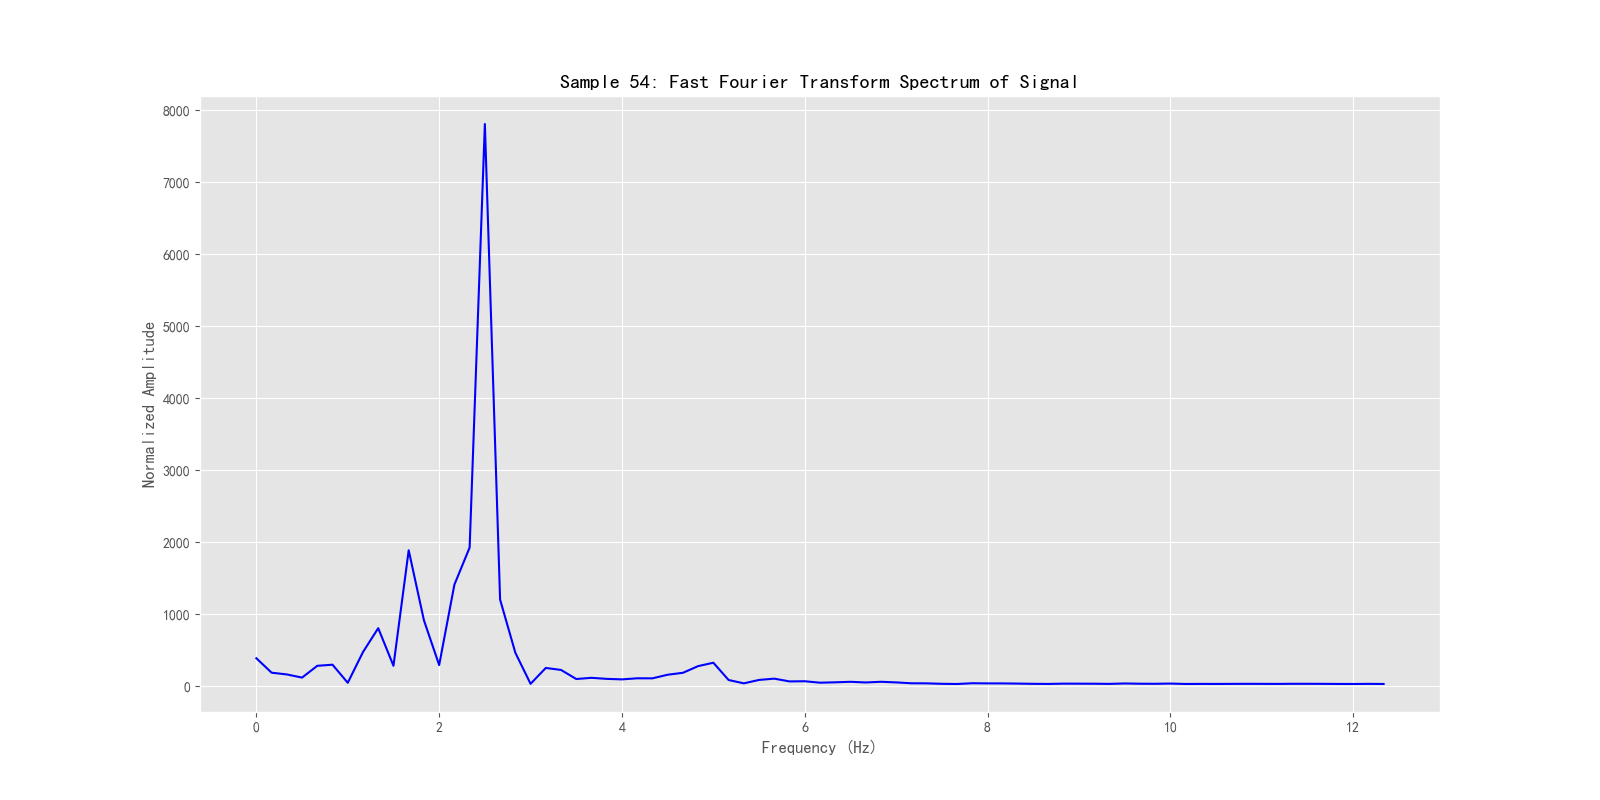 Sample 54: Fast Fourier Transform Spectrum of Signal
8000
7000
6000
5000
4000
3000
2000
1000
0
Normalized Amplitude
0 2 4 6 8 10 12
Frequency (Hz)